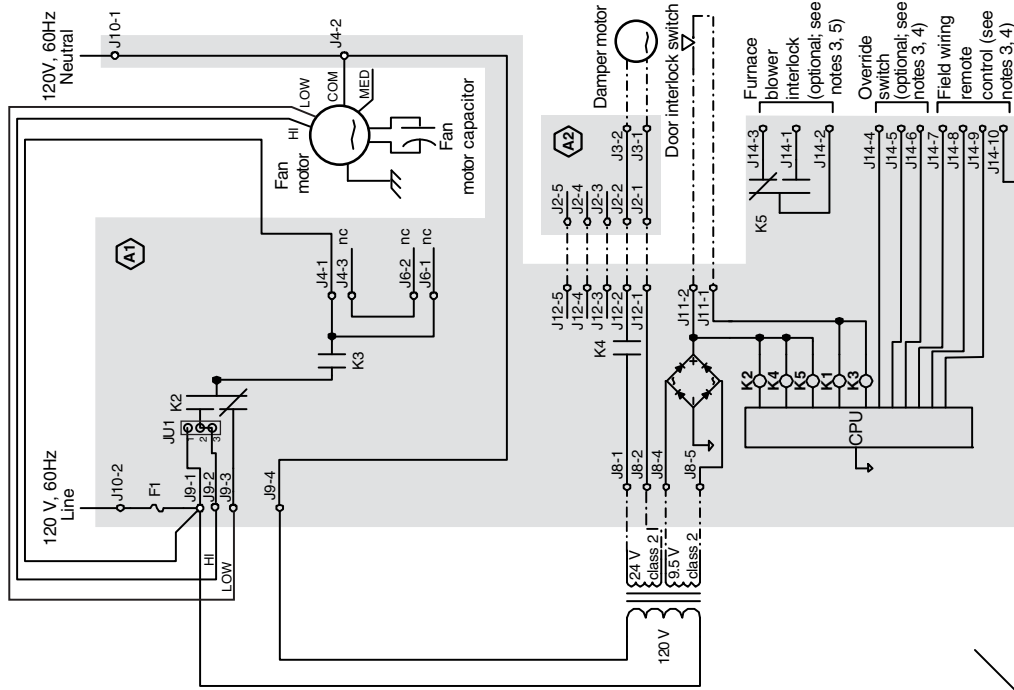 120V, 60Hz
Neutral
J10-1
J4-2
LOW
COM
MED
HI
Fan
motor
Fan
motor capacitor
A1
J4-1
J4-3
nc
J6-2
nc
J6-1
nc
K3
K2
JU1
1
2
3
120 V, 60Hz
Line
J10-2
F1
J9-1
J9-2
J9-3
HI
LOW
J9-4
Damper motor
Door interlock switch
A2
J3-2
J3-1
J2-5
J2-4
J2-3
J2-2
J2-1
J12-5
J12-4
J12-3
J12-2
J12-1
K4
J11-2
J11-1
J8-1
J8-2
J8-4
J8-5
24 V
class 2
9.5 V
class 2
120 V
Furnace
blower
interlock
(optional; see
notes 3, 5)
Override
switch
(optional; see
notes 3, 4)
Field wiring
remote
control (see
notes 3, 4)
J14-3
J14-1
J14-2
J14-4
J14-5
J14-6
J14-7
J14-8
J14-9
J14-10
K5
K2
K4
K5
K1
K3
CPU